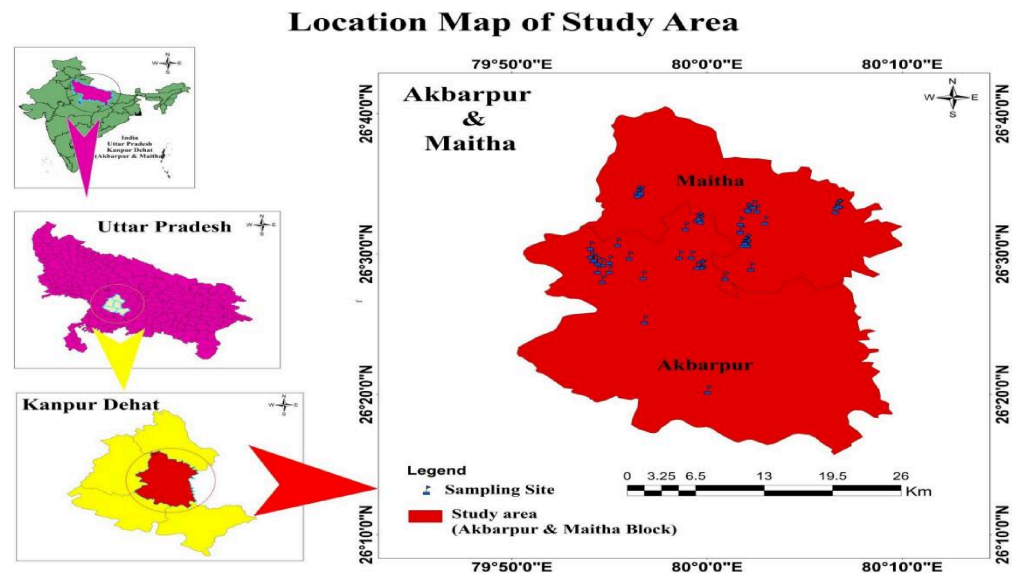 Location Map of Study Area
N
W E
S
India
Uttar Pradesh
Kanpur Dehat
(Akbarpur & Maitha)
Uttar Pradesh
N
W E
S
Kanpur Dehat
N
W E
S
79°50'0"E 80°0'0"E 80°10'0"E
Akbarpur
&
Maitha
N
W E
S
26°40'0"N 26°40'0"N
Maitha
26°30'0"N 26°30'0"N
Akbarpur
26°20'0"N 26°20'0"N
Legend
Sampling Site
Study area
(Akbarpur & Maitha Block)
0 3.25 6.5 13 19.5 26
Km
26°10'0"N 26°10'0"N
79°50'0"E 80°0'0"E 80°10'0"E